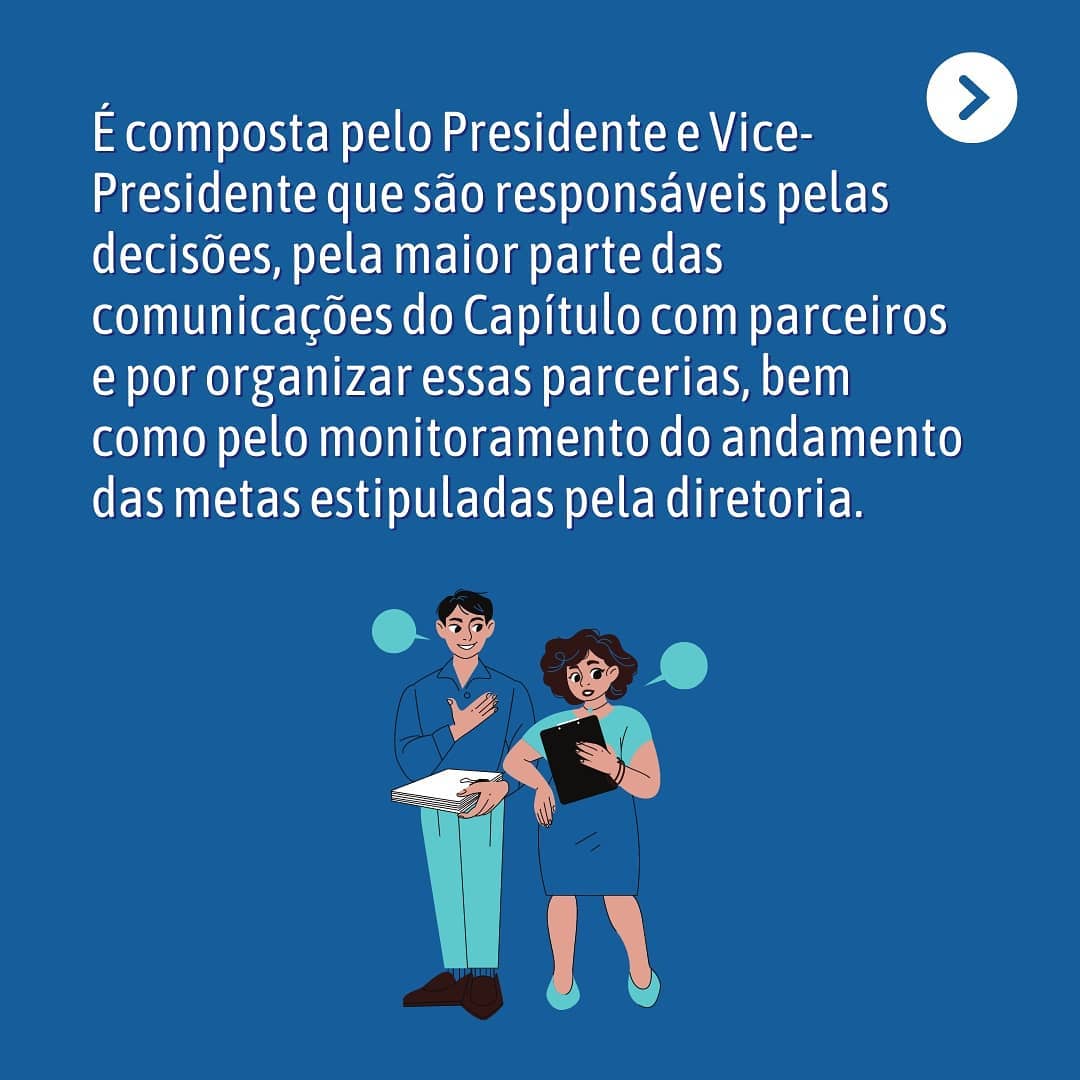 É composta pelo Presidente e Vice-
Presidente que são responsáveis pelas
decisões, pela maior parte das
comunicações do Capítulo com parceiros
e por organizar essas parcerias, bem
como pelo monitoramento do andamento
das metas estipuladas pela diretoria.